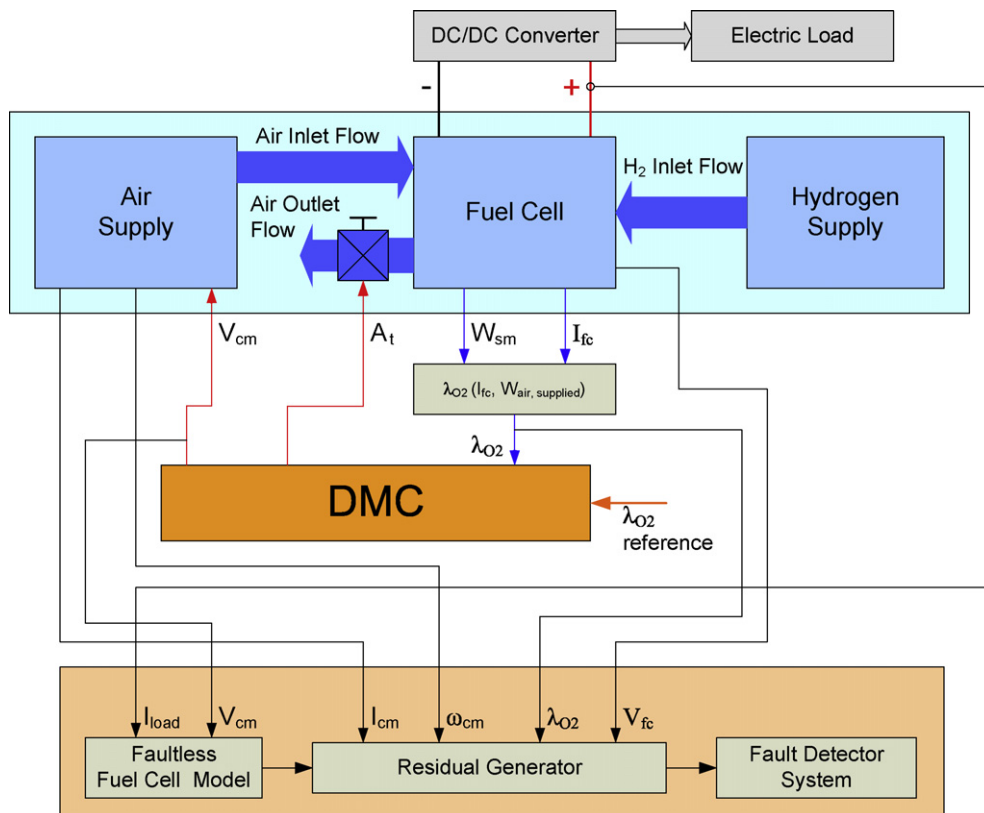 DC/DC Converter
Electric Load
-
+
Air Inlet Flow
Air
Supply
Air Outlet
Flow
Fuel Cell
H2 Inlet Flow
Hydrogen
Supply
Vcm
At
Wsm
Ifc
λO2 (Ifc, Wair, supplied)
λO2
DMC
λO2
reference
Iload
Vcm
Icm
ωcm
λO2
Vfc
Faultless
Fuel Cell Model
Residual Generator
Fault Detector
System